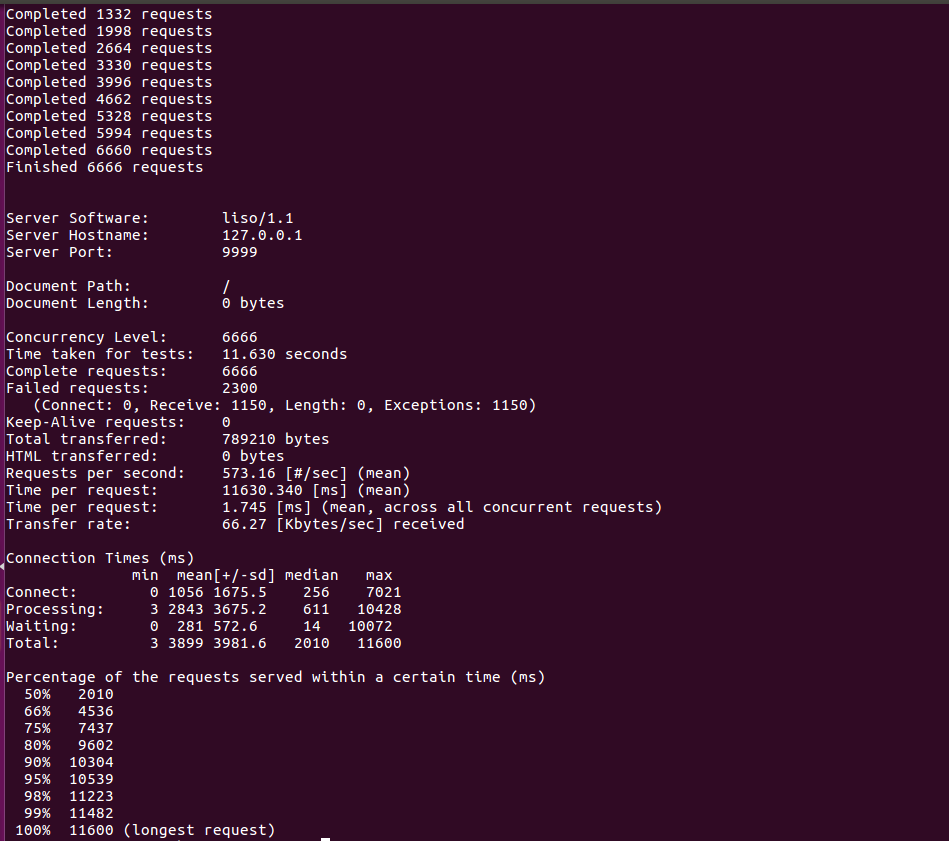 Completed 1332 requests
Completed 1998 requests
Completed 2664 requests
Completed 3330 requests
Completed 3996 requests
Completed 4662 requests
Completed 5328 requests
Completed 5994 requests
Completed 6660 requests
Finished 6666 requests
Server Software:        liso/1.1
Server Hostname:        127.0.0.1
Server Port:            9999
Document Path:          /
Document Length:        0 bytes
Concurrency Level:      6666
Time taken for tests:   11.630 seconds
Complete requests:      6666
Failed requests:        2300
   (Connect: 0, Receive: 1150, Length: 0, Exceptions: 1150)
Keep-Alive requests:    0
Total transferred:      789210 bytes
HTML transferred:       0 bytes
Requests per second:    573.16 [#/sec] (mean)
Time per request:       11630.340 [ms] (mean)
Time per request:       1.745 [ms] (mean, across all concurrent requests)
Transfer rate:          66.27 [Kbytes/sec] received
Connection Times (ms)
              min  mean[+/-sd] median   max
Connect:        0 1056 1675.5    256    7021
Processing:     3 2843 3675.2    611   10428
Waiting:        0  281 572.6     14   10072
Total:          3 3899 3981.6   2010   11600
Percentage of the requests served within a certain time (ms)
  50%   2010
  66%   4536
  75%   7437
  80%   9602
  90%  10304
  95%  10539
  98%  11223
  99%  11482
 100%  11600 (longest request)